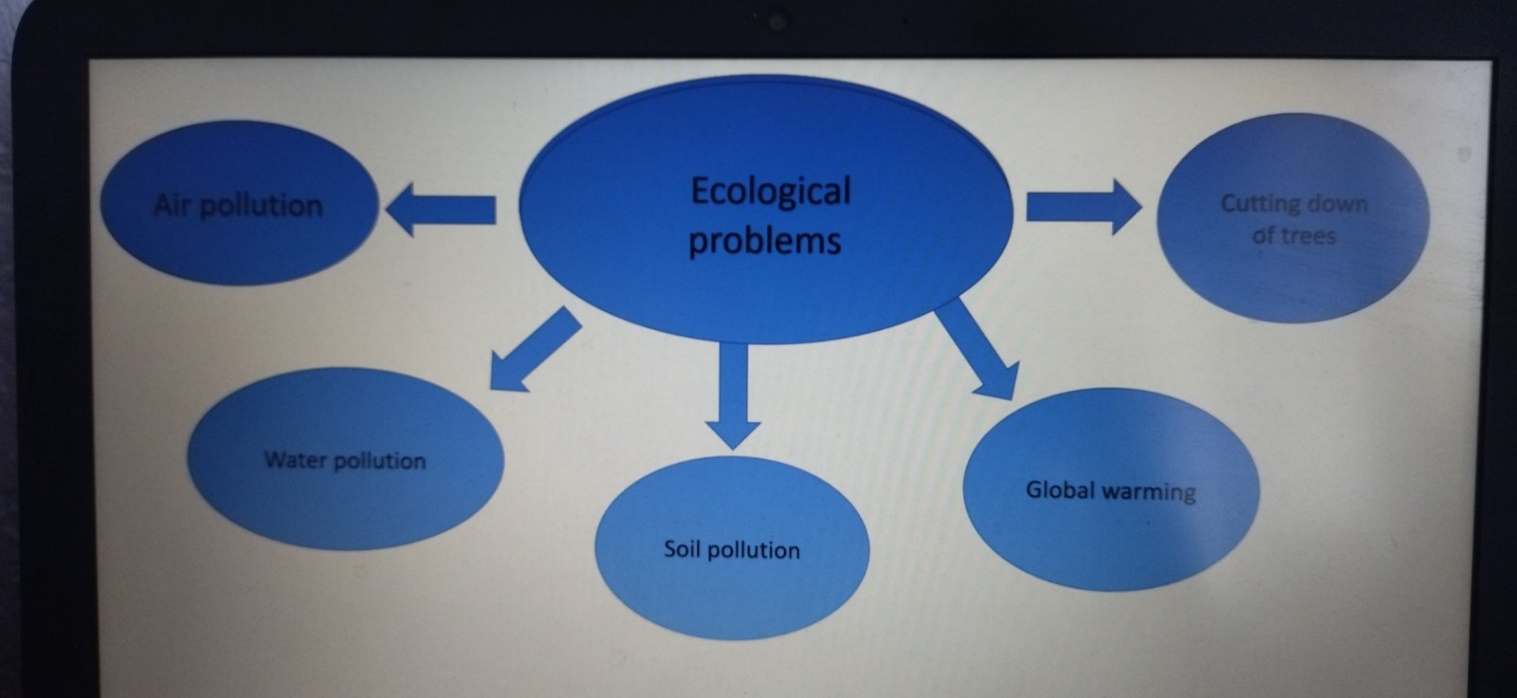 Ecological
problems
Air pollution
Cutting down
of trees
Water pollution
Soil pollution
Global warming